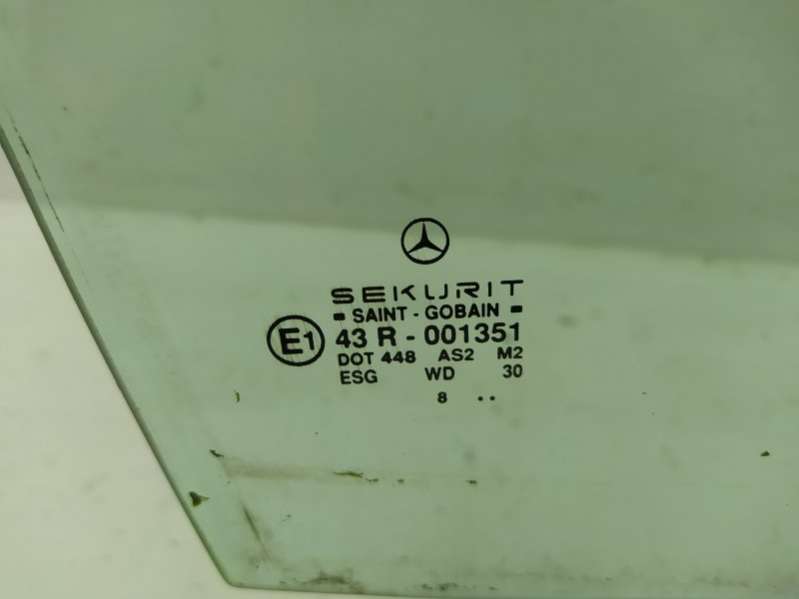 SEKURIT
SAINT - GOBAIN
E1 43 R - 001351
DOT 448 AS2 M2
ESG WD 30
8 ..